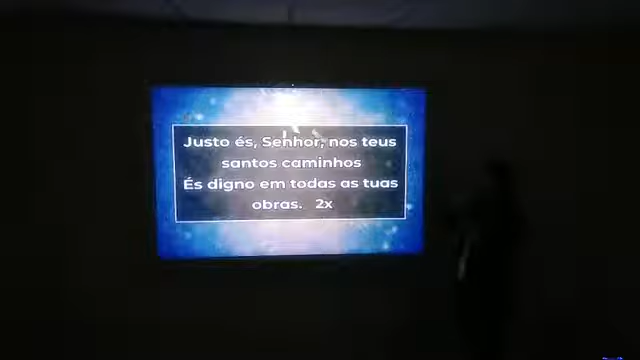 Justo és, Senhor, nos teus
santos caminhos
És digno em todas as tuas
obras. 2x